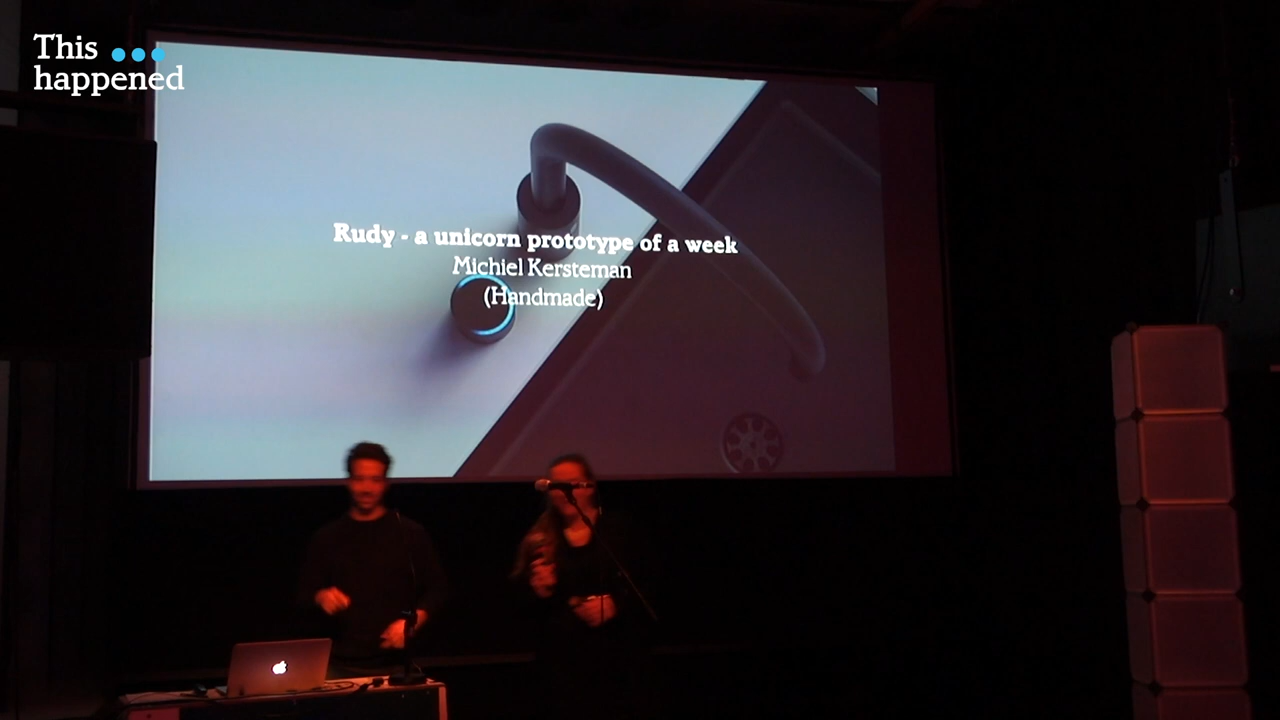 This
happened
Rudy - a unicorn prototype of a week
Michiel Kersteman
(Handmade)